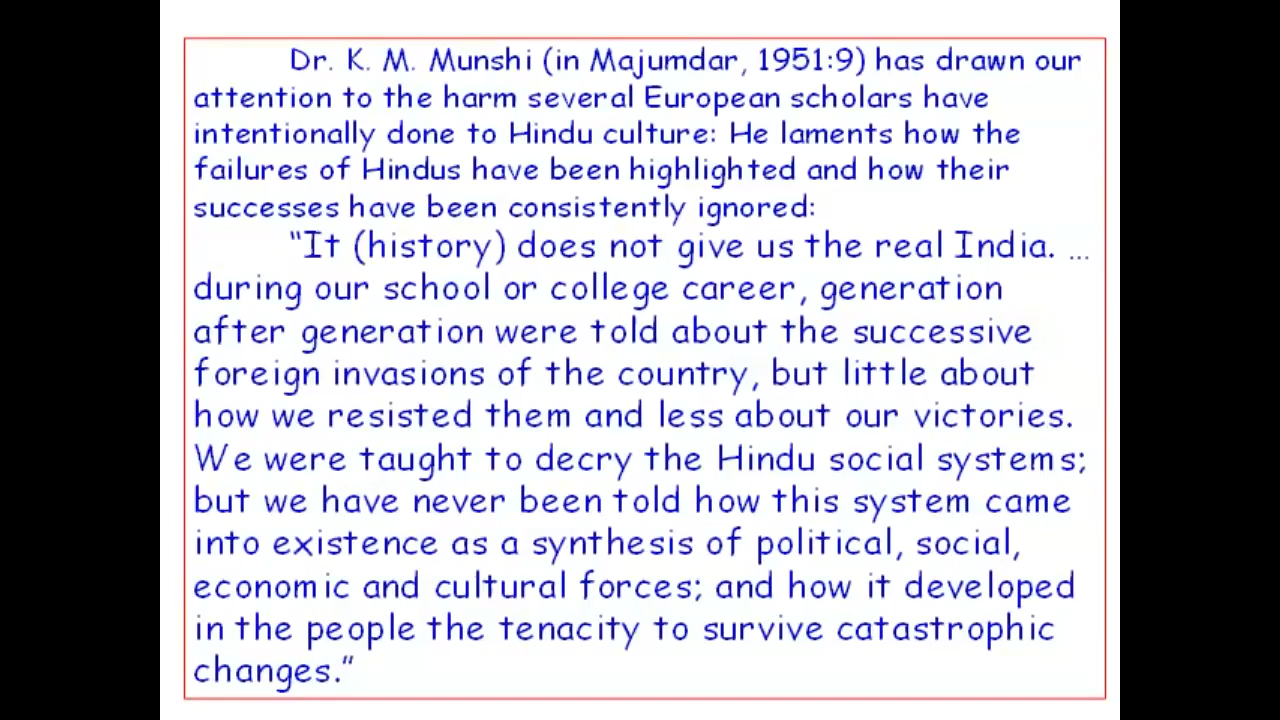 Dr. K. M. Munshi (in Majumdar, 1951:9) has drawn our
attention to the harm several European scholars have
intentionally done to Hindu culture: He laments how the
failures of Hindus have been highlighted and how their
successes have been consistently ignored:
"It (history) does not give us the real India. ...
during our school or college career, generation
after generation were told about the successive
foreign invasions of the country, but little about
how we resisted them and less about our victories.
We were taught to decry the Hindu social systems;
but we have never been told how this system came
into existence as a synthesis of political, social,
economic and cultural forces; and how it developed
in the people the tenacity to survive catastrophic
changes."